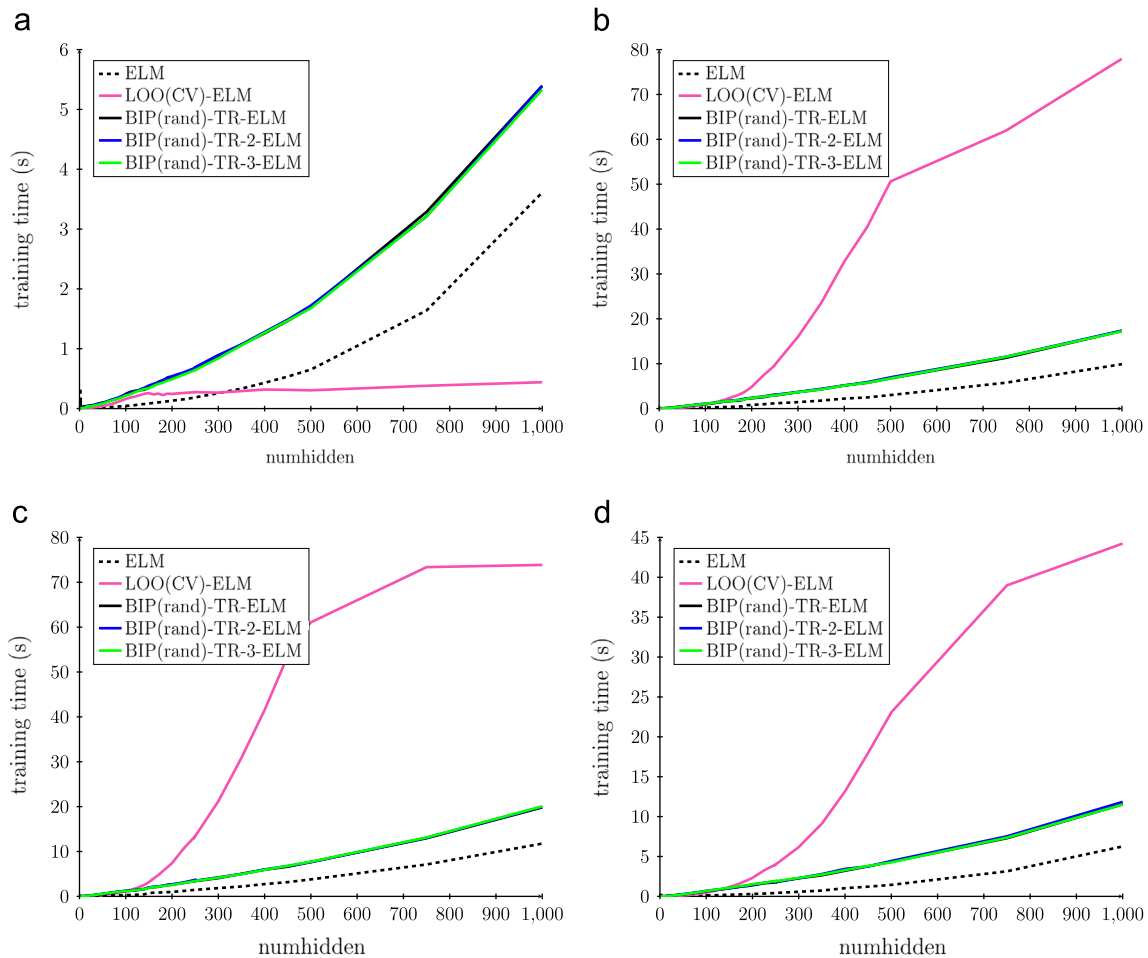 a
6
5
4
3
2
1
0
training time (s)
ELM
LOO(CV)-ELM
BIP(rand)-TR-ELM
BIP(rand)-TR-2-ELM
BIP(rand)-TR-3-ELM
0 100 200 300 400 500 600 700 800 900 1,000
numhidden
b
80
70
60
50
40
30
20
10
0
training time (s)
ELM
LOO(CV)-ELM
BIP(rand)-TR-ELM
BIP(rand)-TR-2-ELM
BIP(rand)-TR-3-ELM
0 100 200 300 400 500 600 700 800 900 1,000
numhidden
c
80
70
60
50
40
30
20
10
0
training time (s)
ELM
LOO(CV)-ELM
BIP(rand)-TR-ELM
BIP(rand)-TR-2-ELM
BIP(rand)-TR-3-ELM
0 100 200 300 400 500 600 700 800 900 1,000
numhidden
d
45
40
35
30
25
20
15
10
5
0
training time (s)
ELM
LOO(CV)-ELM
BIP(rand)-TR-ELM
BIP(rand)-TR-2-ELM
BIP(rand)-TR-3-ELM
0 100 200 300 400 500 600 700 800 900 1,000
numhidden